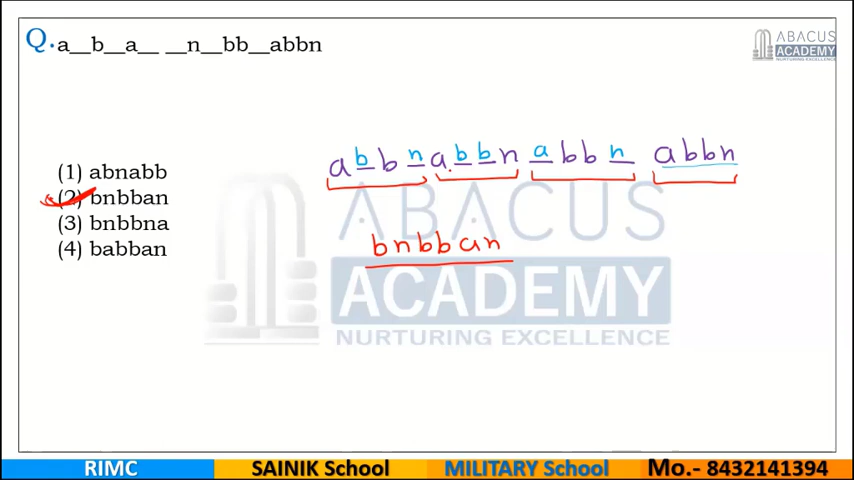 Q. a__b__a__ __n__bb__abbn
ABACUS
ACADEMY
NURTURING EXCELLENCE
a b b n a b b n a b b n a b b n
(1) abnabb
(2) bnbban
(3) bnbbna
(4) babban
bnbban
ABACUS
ACADEMY
NURTURING EXCELLENCE
RIMC SAINIK School MILITARY School Mo.- 8432141394